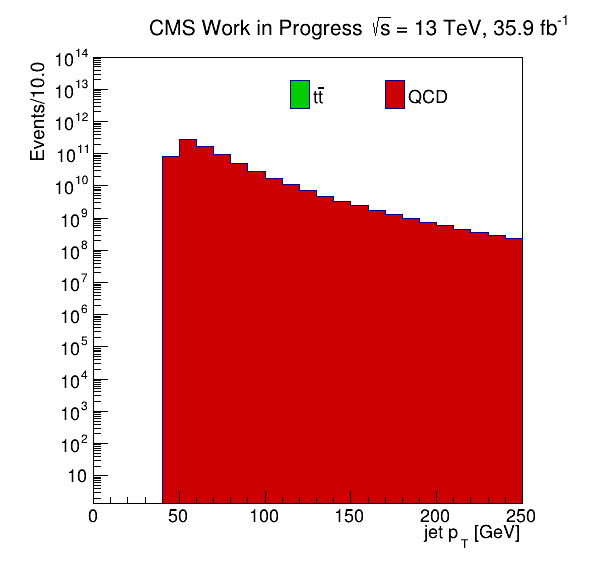 CMS Work in Progress √s = 13 TeV, 35.9 fb⁻¹
Events/10.0
10¹⁴
10¹³
10¹²
10¹¹
10¹⁰
10⁹
10⁸
10⁷
10⁶
10⁵
10⁴
10³
10²
10
tt̄ QCD
0 50 100 150 200 250
jet p_T [GeV]